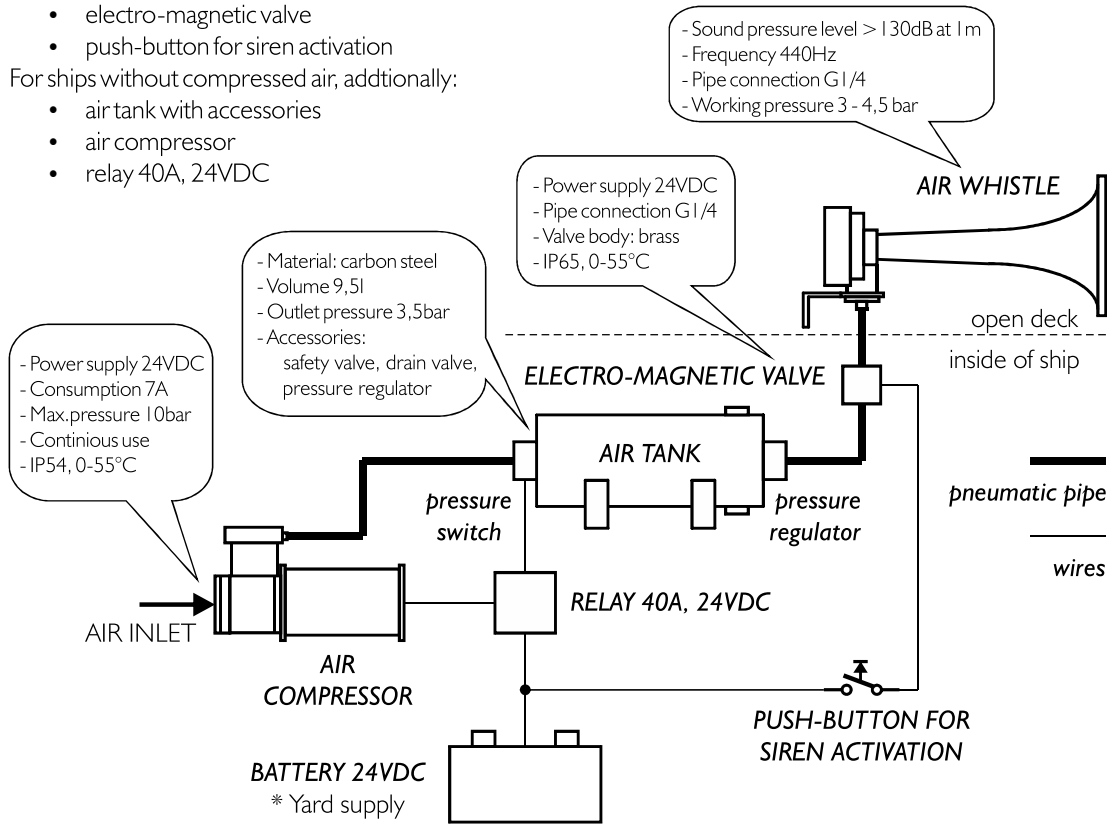 • electro-magnetic valve
• push-button for siren activation
For ships without compressed air, addtionally:
• air tank with accessories
• air compressor
• relay 40A, 24VDC
- Sound pressure level > 130dB at 1m
- Frequency 440Hz
- Pipe connection G1/4
- Working pressure 3 - 4,5 bar
AIR WHISTLE
- Power supply 24VDC
- Pipe connection G1/4
- Valve body: brass
- IP65, 0-55°C
- Material: carbon steel
- Volume 9,5l
- Outlet pressure 3,5bar
- Accessories:
safety valve, drain valve,
pressure regulator
open deck
inside of ship
- Power supply 24VDC
- Consumption 7A
- Max.pressure 10bar
- Continious use
- IP54, 0-55°C
ELECTRO-MAGNETIC VALVE
AIR TANK
pressure
switch
pressure
regulator
pneumatic pipe
wires
RELAY 40A, 24VDC
AIR INLET
AIR
COMPRESSOR
PUSH-BUTTON FOR
SIREN ACTIVATION
BATTERY 24VDC
* Yard supply